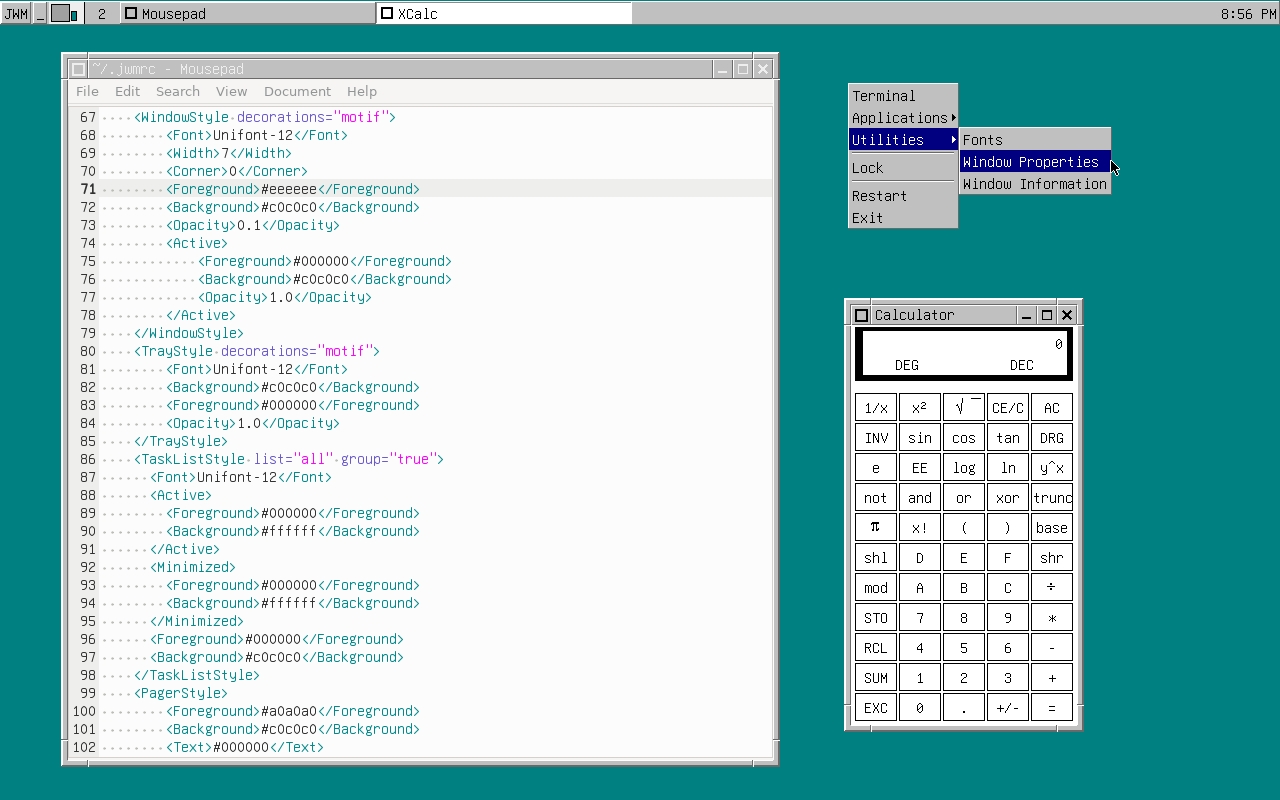 JWM _ 2 Mousepad XCalc 8:56 PM
~/.jwmrc - Mousepad
File Edit Search View Document Help
67 ····<WindowStyle·decorations="motif">
68 ········<Font>Unifont-12</Font>
69 ········<Width>7</Width>
70 ········<Corner>0</Corner>
71 ········<Foreground>#eeeeee</Foreground>
72 ········<Background>#c0c0c0</Background>
73 ········<Opacity>0.1</Opacity>
74 ········<Active>
75 ············<Foreground>#000000</Foreground>
76 ············<Background>#c0c0c0</Background>
77 ············<Opacity>1.0</Opacity>
78 ········</Active>
79 ····</WindowStyle>
80 ····<TrayStyle·decorations="motif">
81 ········<Font>Unifont-12</Font>
82 ········<Background>#c0c0c0</Background>
83 ········<Foreground>#000000</Foreground>
84 ········<Opacity>1.0</Opacity>
85 ····</TrayStyle>
86 ····<TaskListStyle·list="all"·group="true">
87 ······<Font>Unifont-12</Font>
88 ······<Active>
89 ········<Foreground>#000000</Foreground>
90 ········<Background>#ffffff</Background>
91 ······</Active>
92 ······<Minimized>
93 ········<Foreground>#000000</Foreground>
94 ········<Background>#ffffff</Background>
95 ······</Minimized>
96 ······<Foreground>#000000</Foreground>
97 ······<Background>#c0c0c0</Background>
98 ····</TaskListStyle>
99 ····<PagerStyle>
100 ········<Foreground>#a0a0a0</Foreground>
101 ········<Background>#c0c0c0</Background>
102 ········<Text>#000000</Text>
Terminal
Applications
Utilities
Lock
Restart
Exit
Fonts
Window Properties
Window Information
Calculator
0
DEG DEC
1/x x² √‾ CE/C AC
INV sin cos tan DRG
e EE log ln y^x
not and or xor trunc
π x! ( ) base
shl D E F shr
mod A B C ÷
STO 7 8 9 *
RCL 4 5 6 -
SUM 1 2 3 +
EXC 0 . +/- =